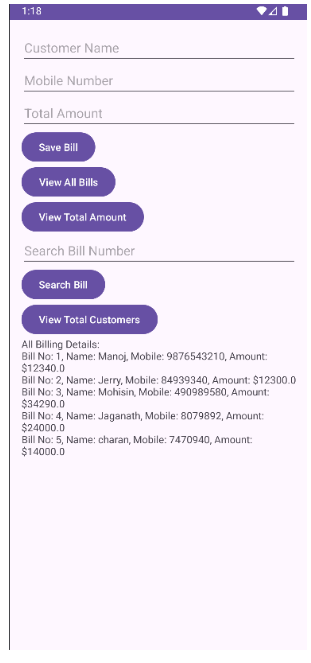 1:18
Customer Name
Mobile Number
Total Amount
Save Bill
View All Bills
View Total Amount
Search Bill Number
Search Bill
View Total Customers
All Billing Details:
Bill No: 1, Name: Manoj, Mobile: 9876543210, Amount:
$12340.0
Bill No: 2, Name: Jerry, Mobile: 84939340, Amount: $12300.0
Bill No: 3, Name: Mohisin, Mobile: 490989580, Amount:
$34290.0
Bill No: 4, Name: Jaganath, Mobile: 8079892, Amount:
$24000.0
Bill No: 5, Name: charan, Mobile: 7470940, Amount:
$14000.0